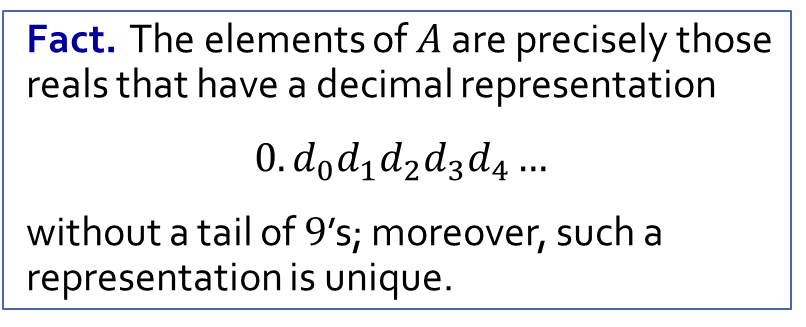 Fact. The elements of A are precisely those
reals that have a decimal representation
0. d₀d₁d₂d₃d₄ ...
without a tail of 9's; moreover, such a
representation is unique.